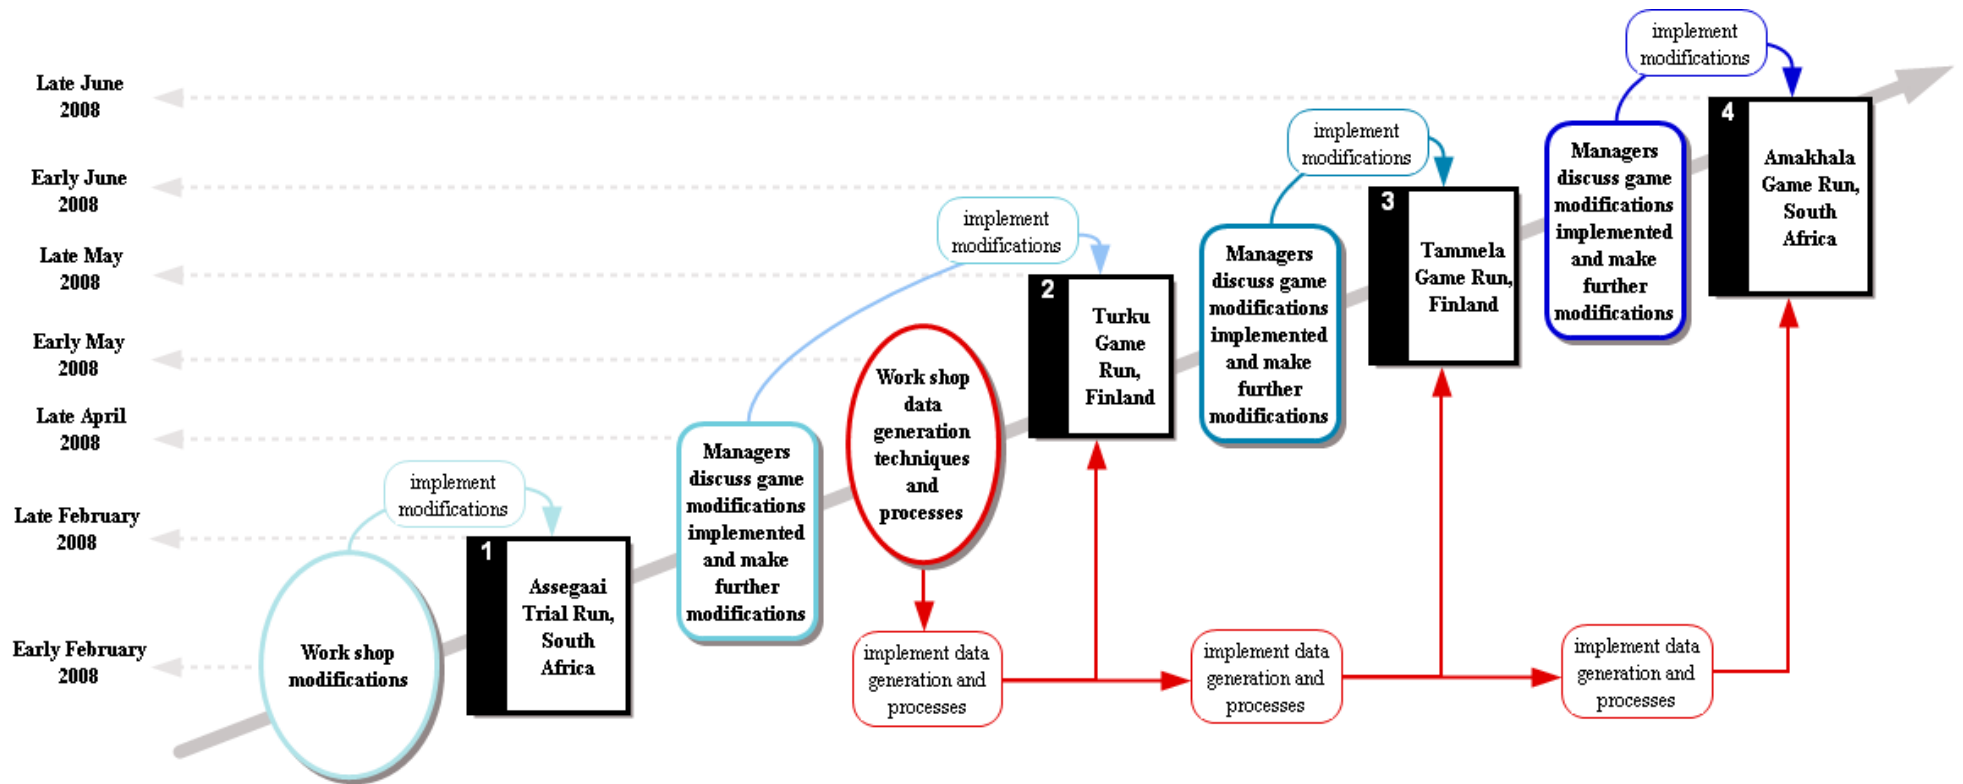 Late June
2008
Early June
2008
Late May
2008
Early May
2008
Late April
2008
Late February
2008
Early February
2008
Work shop
modifications
implement
modifications
1
Assegaai
Trial Run,
South
Africa
Managers
discuss game
modifications
implemented
and make
further
modifications
implement
modifications
Work shop
data
generation
techniques
and
processes
2
Turku
Game
Run,
Finland
Managers
discuss game
modifications
implemented
and make
further
modifications
implement
modifications
3
Tammela
Game Run,
Finland
Managers
discuss game
modifications
implemented
and make
further
modifications
implement
modifications
4
Amakhala
Game Run,
South
Africa
implement data
generation and
processes
implement data
generation and
processes
implement data
generation and
processes